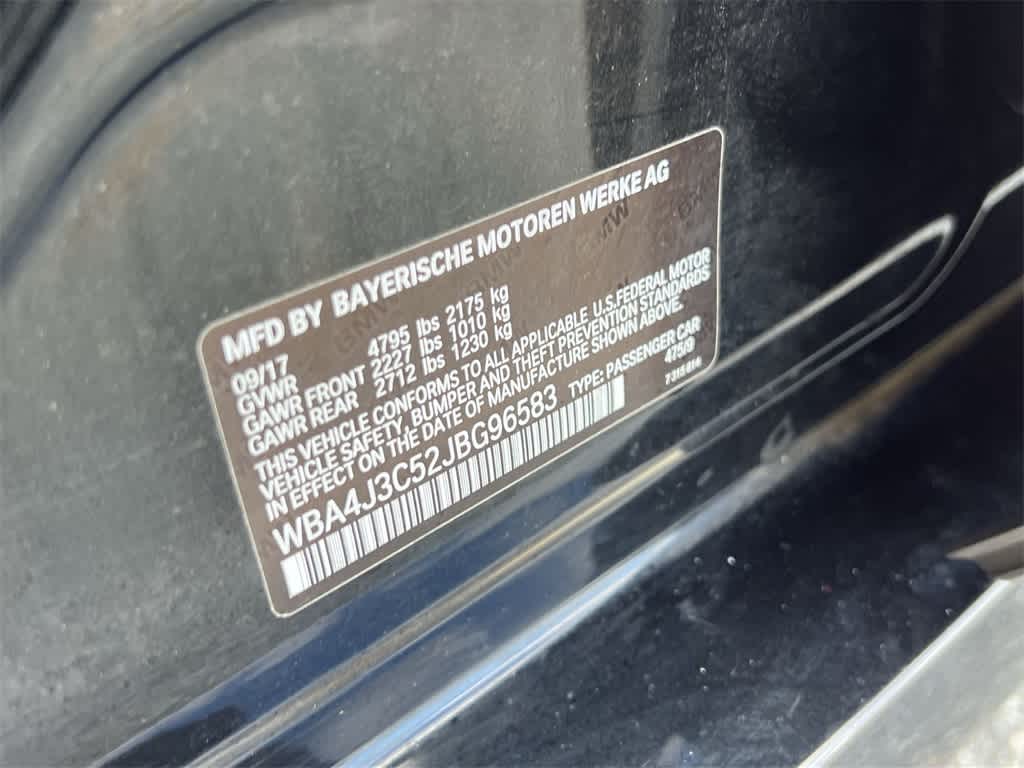 MFD BY BAYERISCHE MOTOREN WERKE AG
09/17
GVWR 4795 lbs 2175 kg
GAWR FRONT 2227 lbs 1010 kg
GAWR REAR 2712 lbs 1230 kg
THIS VEHICLE CONFORMS TO ALL APPLICABLE U.S. FEDERAL MOTOR
VEHICLE SAFETY, BUMPER AND THEFT PREVENTION STANDARDS
IN EFFECT ON THE DATE OF MANUFACTURE SHOWN ABOVE.
WBA4J3C52JBG96583 TYPE: PASSENGER CAR
475/9